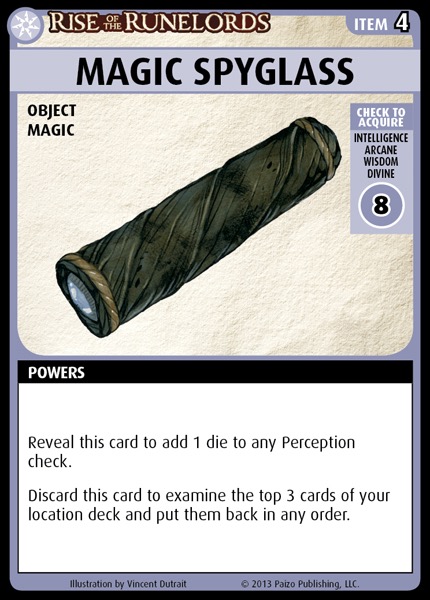 RISE OF THE RUNELORDS
ITEM 4
MAGIC SPYGLASS
OBJECT
MAGIC
CHECK TO
ACQUIRE
INTELLIGENCE
ARCANE
WISDOM
DIVINE
8
POWERS
Reveal this card to add 1 die to any Perception
check.
Discard this card to examine the top 3 cards of your
location deck and put them back in any order.
Illustration by Vincent Dutrait © 2013 Paizo Publishing, LLC.